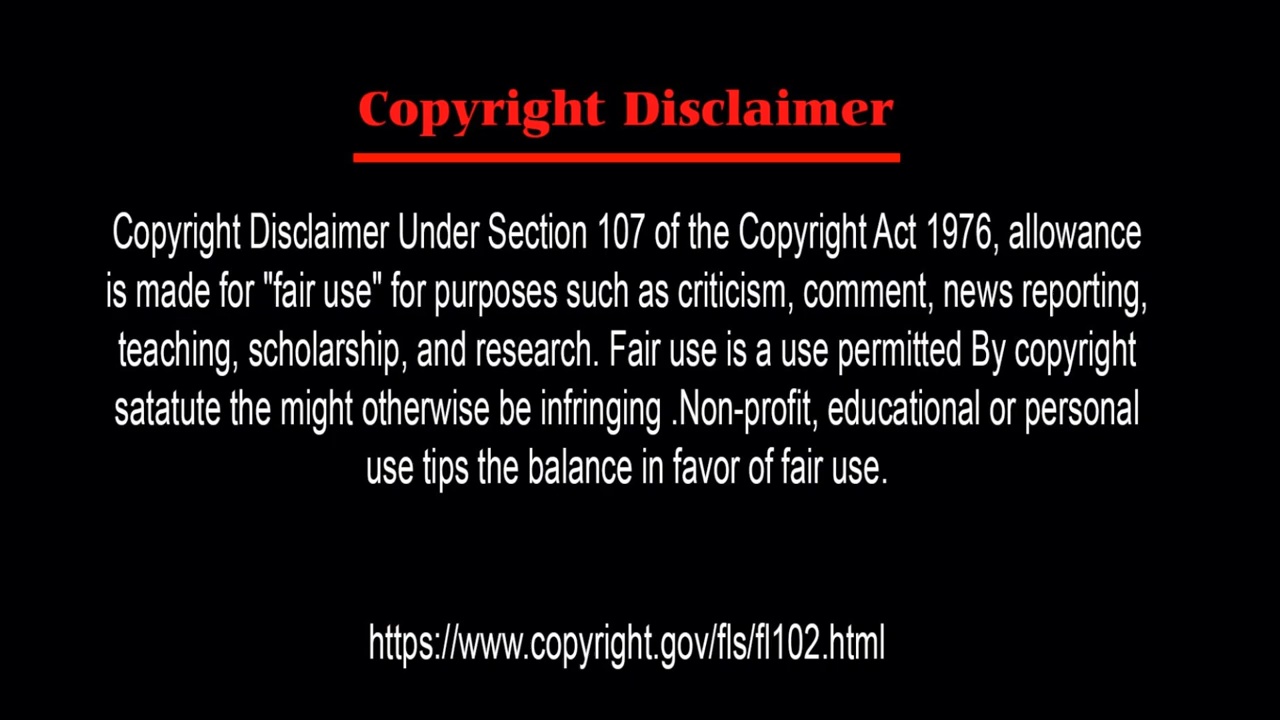 Copyright Disclaimer
Copyright Disclaimer Under Section 107 of the Copyright Act 1976, allowance
is made for "fair use" for purposes such as criticism, comment, news reporting,
teaching, scholarship, and research. Fair use is a use permitted By copyright
satatute the might otherwise be infringing .Non-profit, educational or personal
use tips the balance in favor of fair use.
https://www.copyright.gov/fls/fl102.html